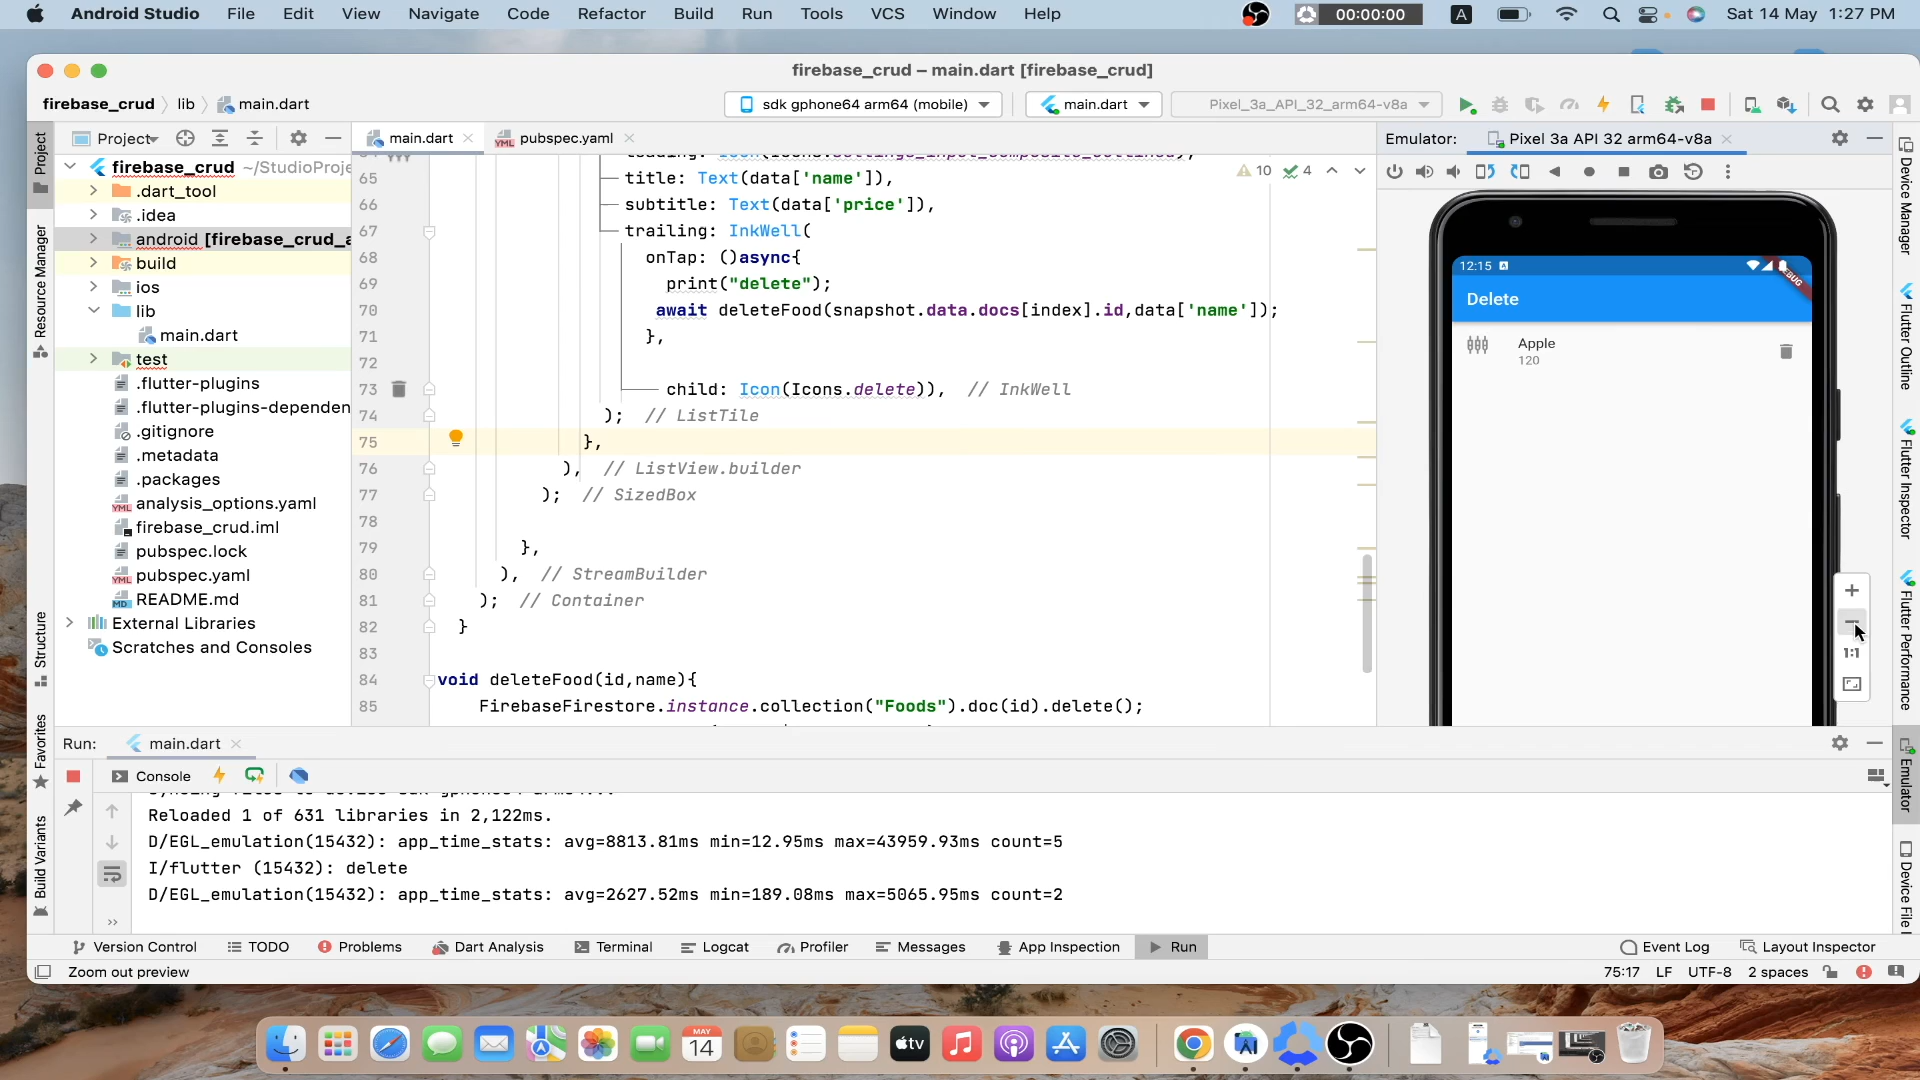 Android Studio File Edit View Navigate Code Refactor Build Run Tools VCS Window Help 00:00:00 A Sat 14 May 1:27 PM
firebase_crud – main.dart [firebase_crud]
firebase_crud lib main.dart sdk gphone64 arm64 (mobile) main.dart Pixel_3a_API_32_arm64-v8a
Project main.dart pubspec.yaml Emulator: Pixel 3a API 32 arm64-v8a
firebase_crud ~/StudioProje
.dart_tool
.idea
android [firebase_crud_a
build
ios
lib
main.dart
test
.flutter-plugins
.flutter-plugins-dependen
.gitignore
.metadata
.packages
analysis_options.yaml
firebase_crud.iml
pubspec.lock
pubspec.yaml
README.md
External Libraries
Scratches and Consoles
Project
Resource Manager
Structure
Favorites
Build Variants
10 4
65 title: Text(data['name']),
66 subtitle: Text(data['price']),
67 trailing: InkWell(
68 onTap: ()async{
69 print("delete");
70 await deleteFood(snapshot.data.docs[index].id,data['name']);
71 },
72
73 child: Icon(Icons.delete)), // InkWell
74 ); // ListTile
75 },
76 ), // ListView.builder
77 ); // SizedBox
78
79 },
80 ), // StreamBuilder
81 ); // Container
82 }
83
84 void deleteFood(id,name){
85 FirebaseFirestore.instance.collection("Foods").doc(id).delete();
12:15 A
Delete
Apple
120
1:1
Device Manager
Flutter Outline
Flutter Inspector
Flutter Performance
Emulator
Device File
Run: main.dart
Console
Reloaded 1 of 631 libraries in 2,122ms.
D/EGL_emulation(15432): app_time_stats: avg=8813.81ms min=12.95ms max=43959.93ms count=5
I/flutter (15432): delete
D/EGL_emulation(15432): app_time_stats: avg=2627.52ms min=189.08ms max=5065.95ms count=2
Version Control TODO Problems Dart Analysis Terminal Logcat Profiler Messages App Inspection Run Event Log Layout Inspector
Zoom out preview 75:17 LF UTF-8 2 spaces
MAY
14
tv